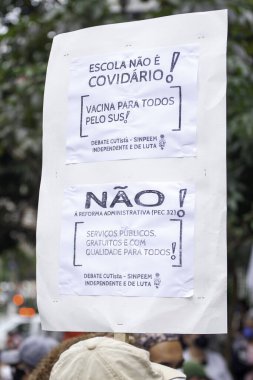 ESCOLA NÃO É
COVIDÁRIO!
VACINA PARA TODOS
PELO SUS!
DEBATE CUTista - SINPEEM
INDEPENDENTE E DE LUTA
NÃO!
À REFORMA ADMINISTRATIVA (PEC 32)
SERVIÇOS PÚBLICOS,
GRATUITOS E COM
QUALIDADE PARA TODOS!
DEBATE CUTista - SINPEEM
INDEPENDENTE E DE LUTA